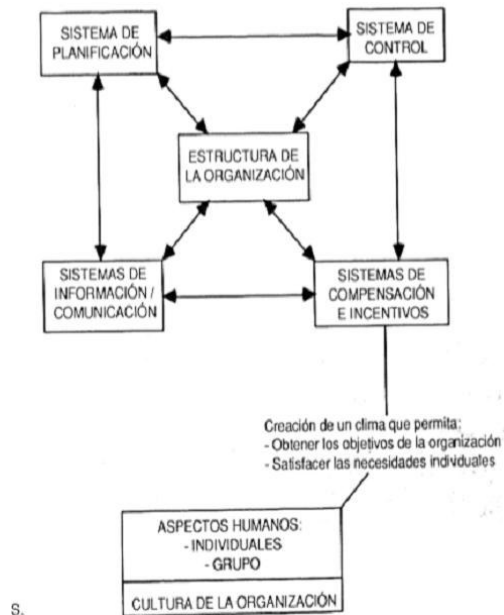 SISTEMA DE
PLANIFICACIÓN
SISTEMA DE
CONTROL
ESTRUCTURA DE
LA ORGANIZACIÓN
SISTEMAS DE
INFORMACIÓN /
COMUNICACIÓN
SISTEMAS DE
COMPENSACIÓN
E INCENTIVOS
Creación de un clima que permita:
- Obtener los objetivos de la organización
- Satisfacer las necesidades individuales
ASPECTOS HUMANOS:
- INDIVIDUALES
- GRUPO
CULTURA DE LA ORGANIZACIÓN
S.